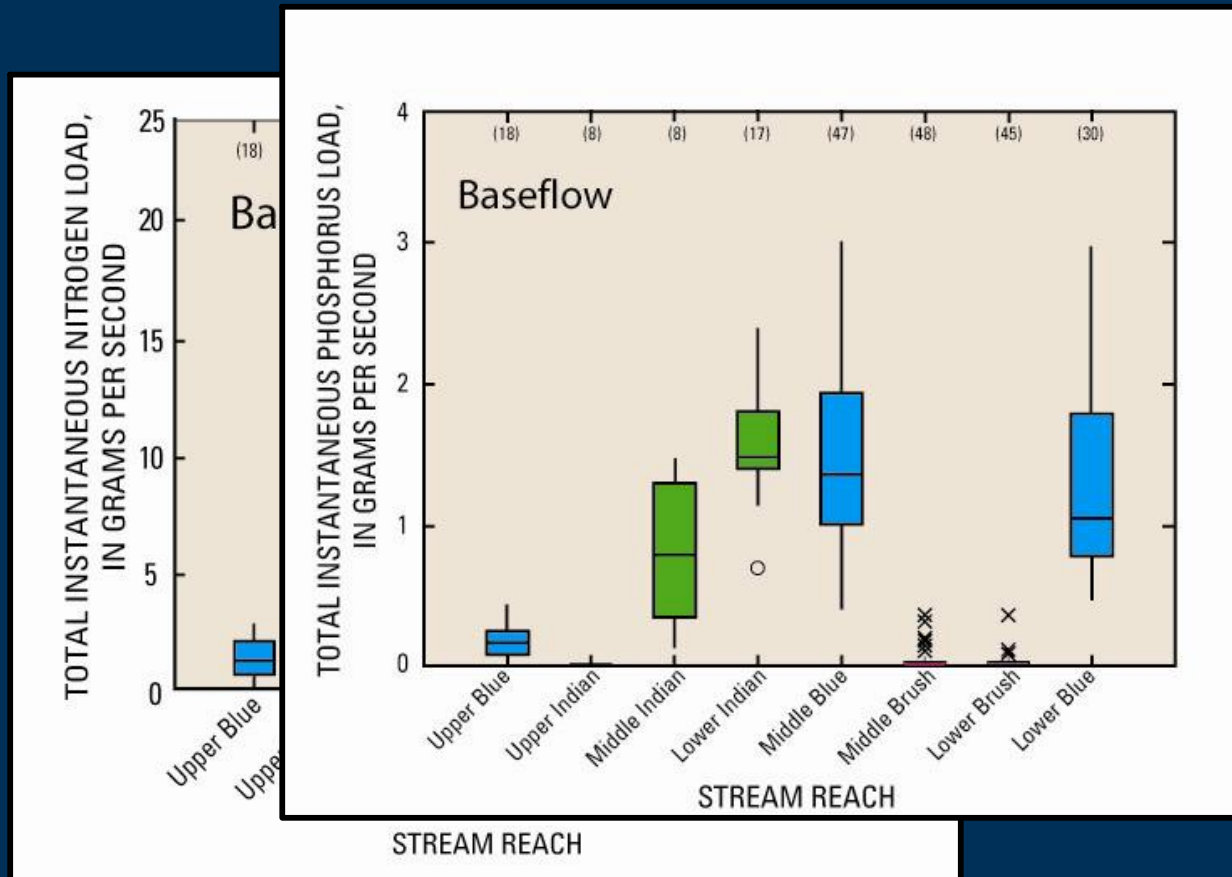 TOTAL INSTANTANEOUS NITROGEN LOAD,
IN GRAMS PER SECOND
25
20
15
10
5
0
(18)
Ba
Upper Blue
Uppe
STREAM REACH
TOTAL INSTANTANEOUS PHOSPHORUS LOAD,
IN GRAMS PER SECOND
4
3
2
1
0
(18) (8) (8) (17) (47) (48) (45) (30)
Baseflow
Upper Blue
Upper Indian
Middle Indian
Lower Indian
Middle Blue
Middle Brush
Lower Brush
Lower Blue
STREAM REACH